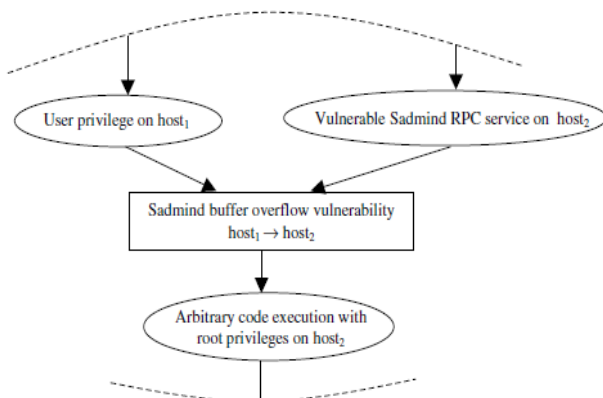 User privilege on host₁
Vulnerable Sadmind RPC service on host₂
Sadmind buffer overflow vulnerability
host₁ → host₂
Arbitrary code execution with
root privileges on host₂